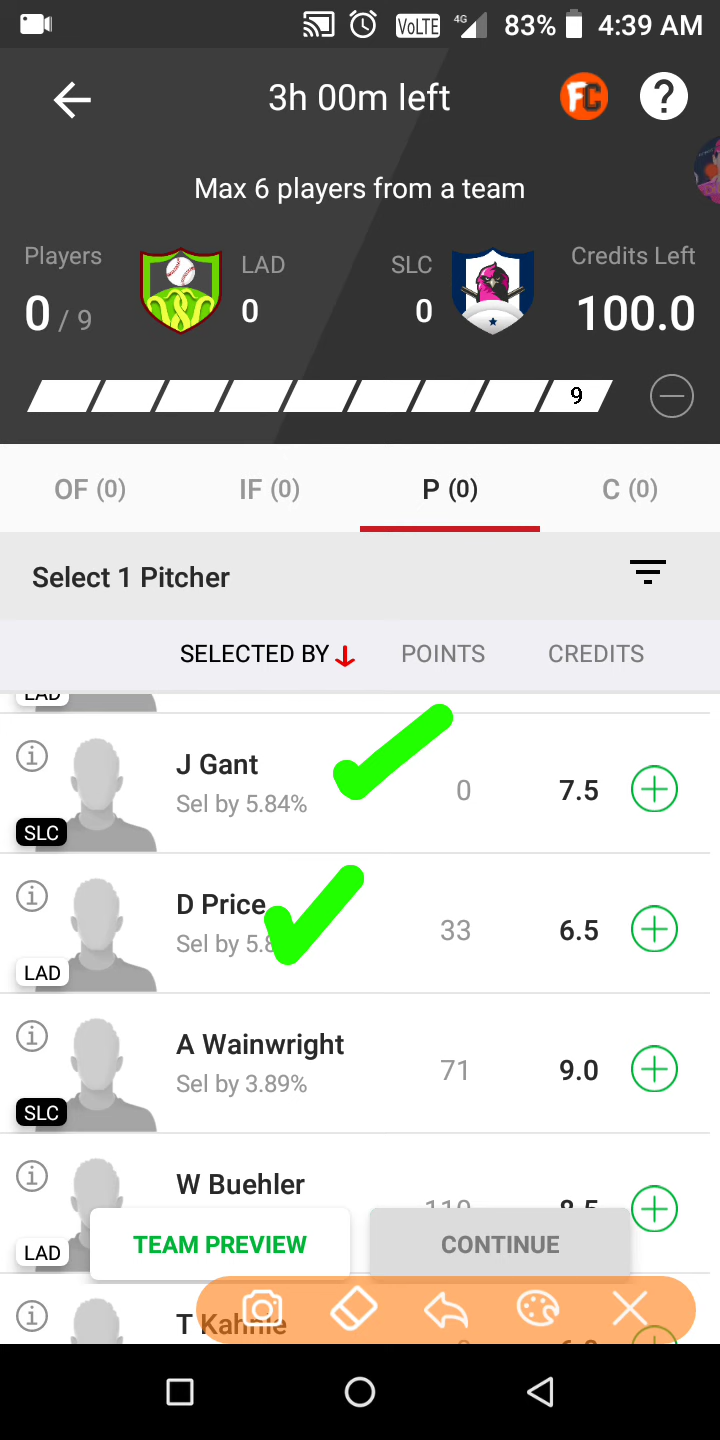 VoLTE 4G 83% 4:39 AM
3h 00m left FC ?
Max 6 players from a team
Players LAD SLC Credits Left
0 / 9 0 0 100.0
9
OF (0) IF (0) P (0) C (0)
Select 1 Pitcher
SELECTED BY POINTS CREDITS
LAD
J Gant
Sel by 5.84% 0 7.5
SLC
D Price
Sel by 5.8 33 6.5
LAD
A Wainwright
Sel by 3.89% 71 9.0
SLC
W Buehler
110 8.5
LAD
TEAM PREVIEW CONTINUE
T Kahnle